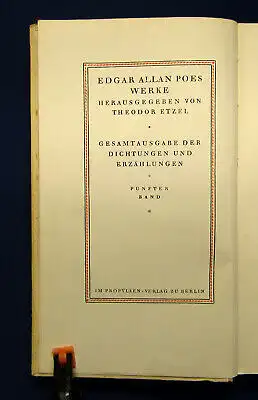 EDGAR ALLAN POES
WERKE
HERAUSGEGEBEN VON
THEODOR ETZEL
GESAMTAUSGABE DER
DICHTUNGEN UND
ERZÄHLUNGEN
FÜNFTER
BAND
IM PROPYLÄEN-VERLAG ZU BERLIN